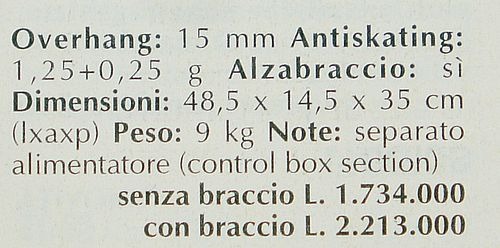 Overhang: 15 mm Antiskating:
1,25+0,25 g Alzabraccio: sì
Dimensioni: 48,5 x 14,5 x 35 cm
(lxaxp) Peso: 9 kg Note: separato
alimentatore (control box section)
senza braccio L. 1.734.000
con braccio L. 2.213.000